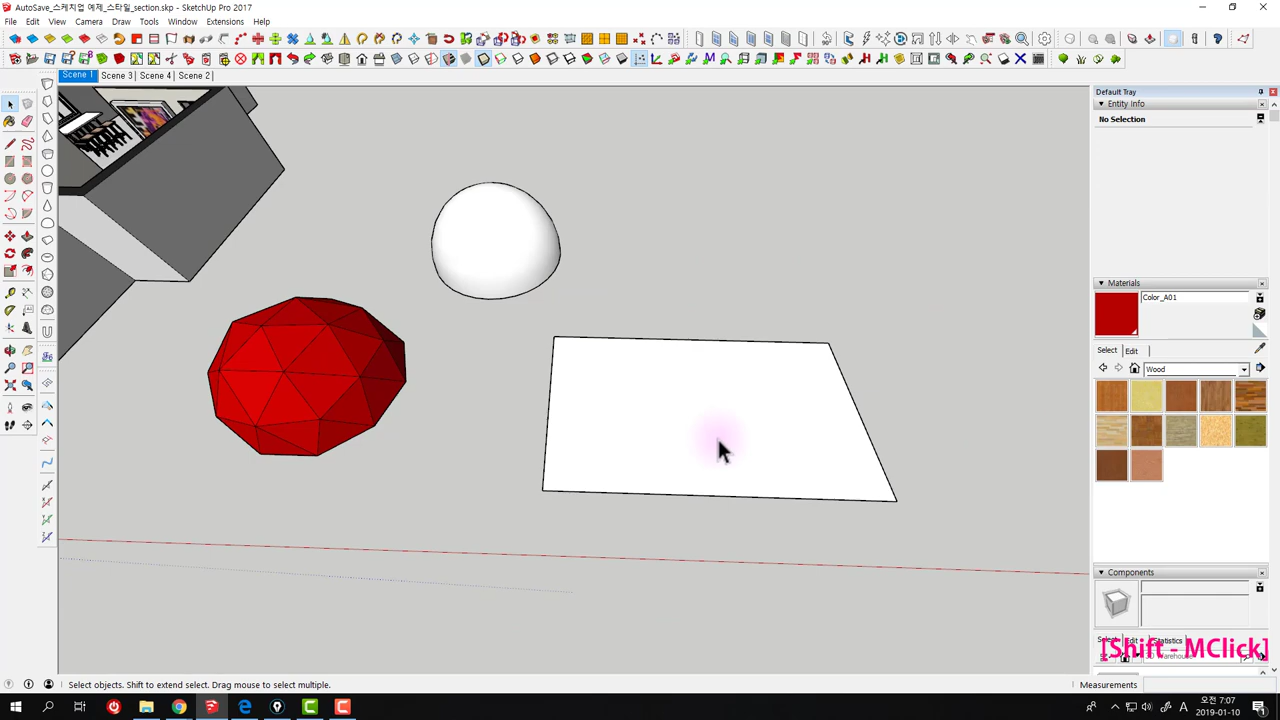 AutoSave_스케치업 예제_스타일_section.skp - SketchUp Pro 2017
File Edit View Camera Draw Tools Window Extensions Help
Scene 1 Scene 3 Scene 4 Scene 2
Default Tray
Entity Info
No Selection
Materials
Color_A01
Select Edit
Wood
Components
Select Edit Statistics
[Shift - MClick]
Select objects. Shift to extend select. Drag mouse to select multiple.
Measurements
A
오전 7:07
2019-01-10